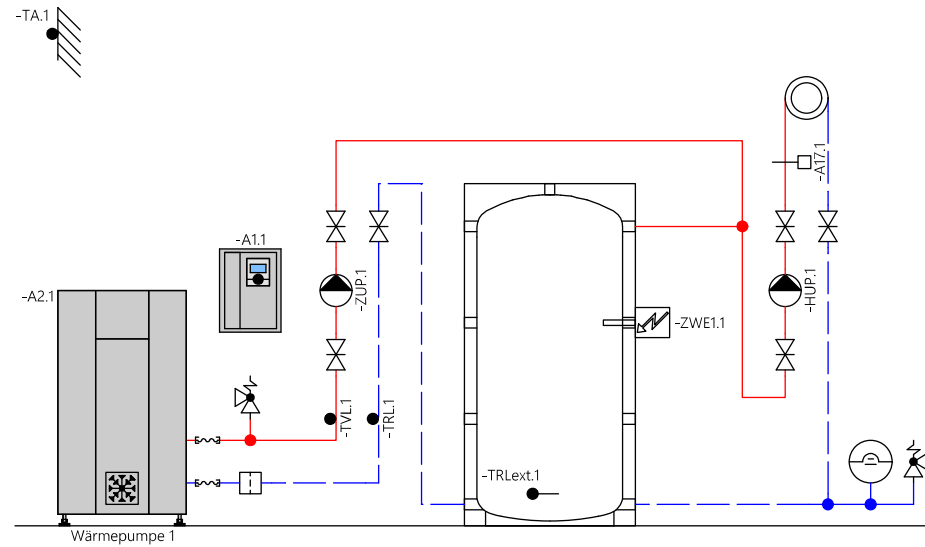 -TA.1
-A17.1
-A1.1
-A2.1
-ZUP.1
-HUP.1
-ZWE1.1
-TVL.1
-TRL.1
-TRLext.1
Wärmepumpe 1